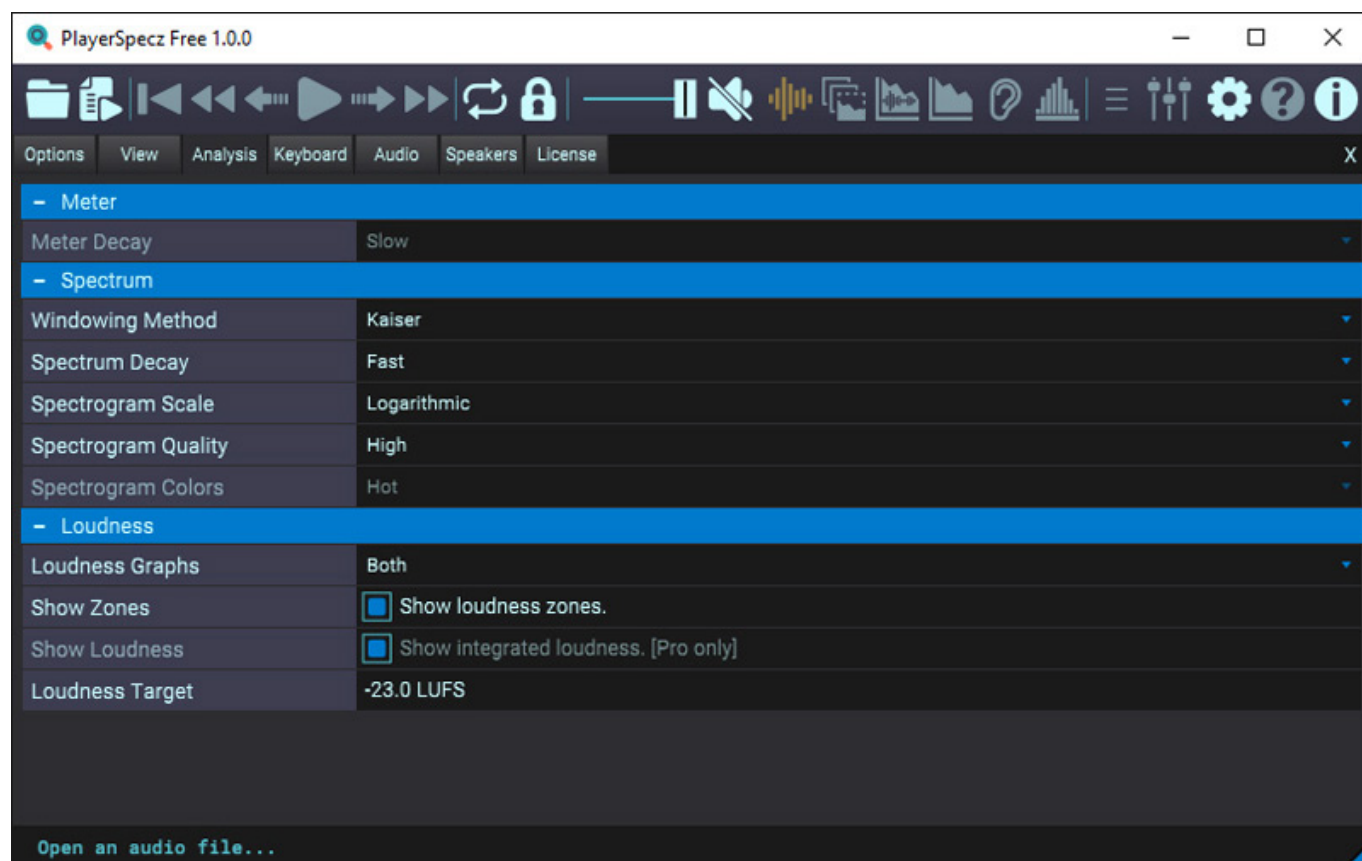 PlayerSpecz Free 1.0.0
Options View Analysis Keyboard Audio Speakers License X
– Meter
Meter Decay Slow
– Spectrum
Windowing Method Kaiser
Spectrum Decay Fast
Spectrogram Scale Logarithmic
Spectrogram Quality High
Spectrogram Colors Hot
– Loudness
Loudness Graphs Both
Show Zones Show loudness zones.
Show Loudness Show integrated loudness. [Pro only]
Loudness Target -23.0 LUFS
Open an audio file...